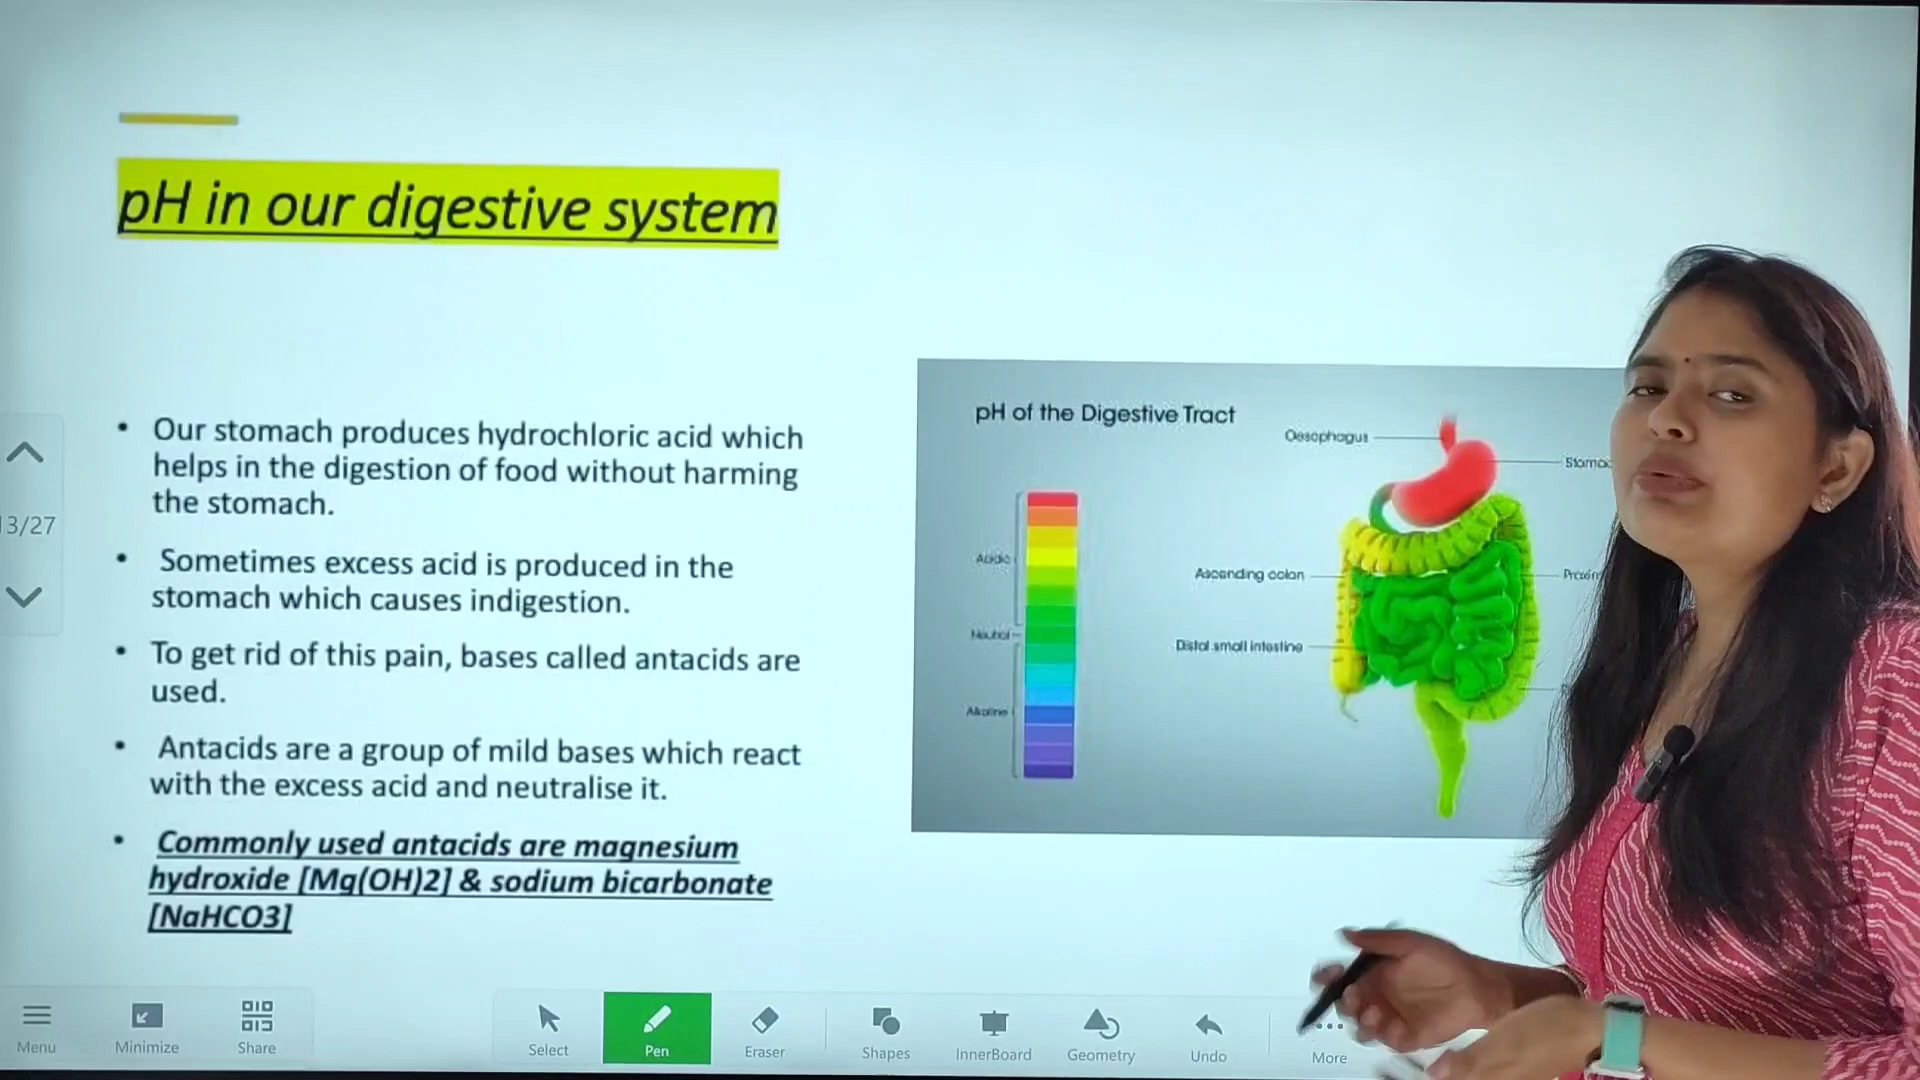 pH in our digestive system
• Our stomach produces hydrochloric acid which
helps in the digestion of food without harming
the stomach.
• Sometimes excess acid is produced in the
stomach which causes indigestion.
• To get rid of this pain, bases called antacids are
used.
• Antacids are a group of mild bases which react
with the excess acid and neutralise it.
• Commonly used antacids are magnesium
hydroxide [Mg(OH)2] & sodium bicarbonate
[NaHCO3]
pH of the Digestive Tract
Oesophagus
Ascending colon
Distal small intestine
Acidic
Neutral
Alkaline
3/27
Menu
Minimize
Share
Select
Pen
Eraser
Shapes
InnerBoard
Geometry
Undo
More